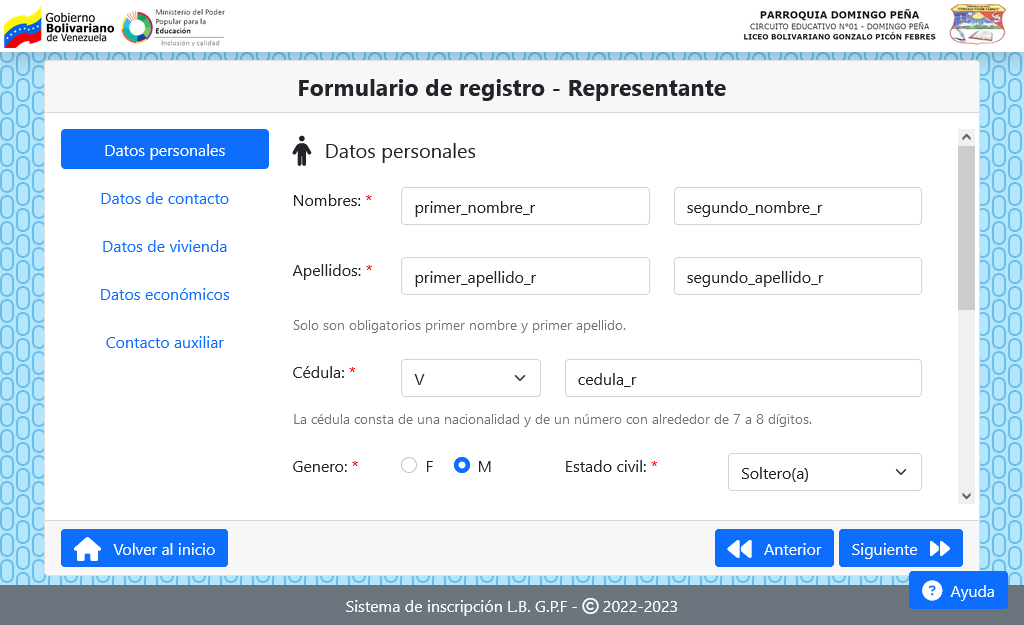 Gobierno
Bolivariano
de Venezuela
Ministerio del Poder
Popular para la
Educación
Inclusión y calidad
PARROQUIA DOMINGO PEÑA
CIRCUITO EDUCATIVO N°01 - DOMINGO PEÑA
LICEO BOLIVARIANO GONZALO PICÓN FEBRES
Formulario de registro - Representante
Datos personales
Datos de contacto
Datos de vivienda
Datos económicos
Contacto auxiliar
Datos personales
Nombres: * primer_nombre_r segundo_nombre_r
Apellidos: * primer_apellido_r segundo_apellido_r
Solo son obligatorios primer nombre y primer apellido.
Cédula: * V cedula_r
La cédula consta de una nacionalidad y de un número con alrededor de 7 a 8 dígitos.
Genero: * F M Estado civil: * Soltero(a)
Volver al inicio Anterior Siguiente
? Ayuda
Sistema de inscripción L.B. G.P.F - © 2022-2023